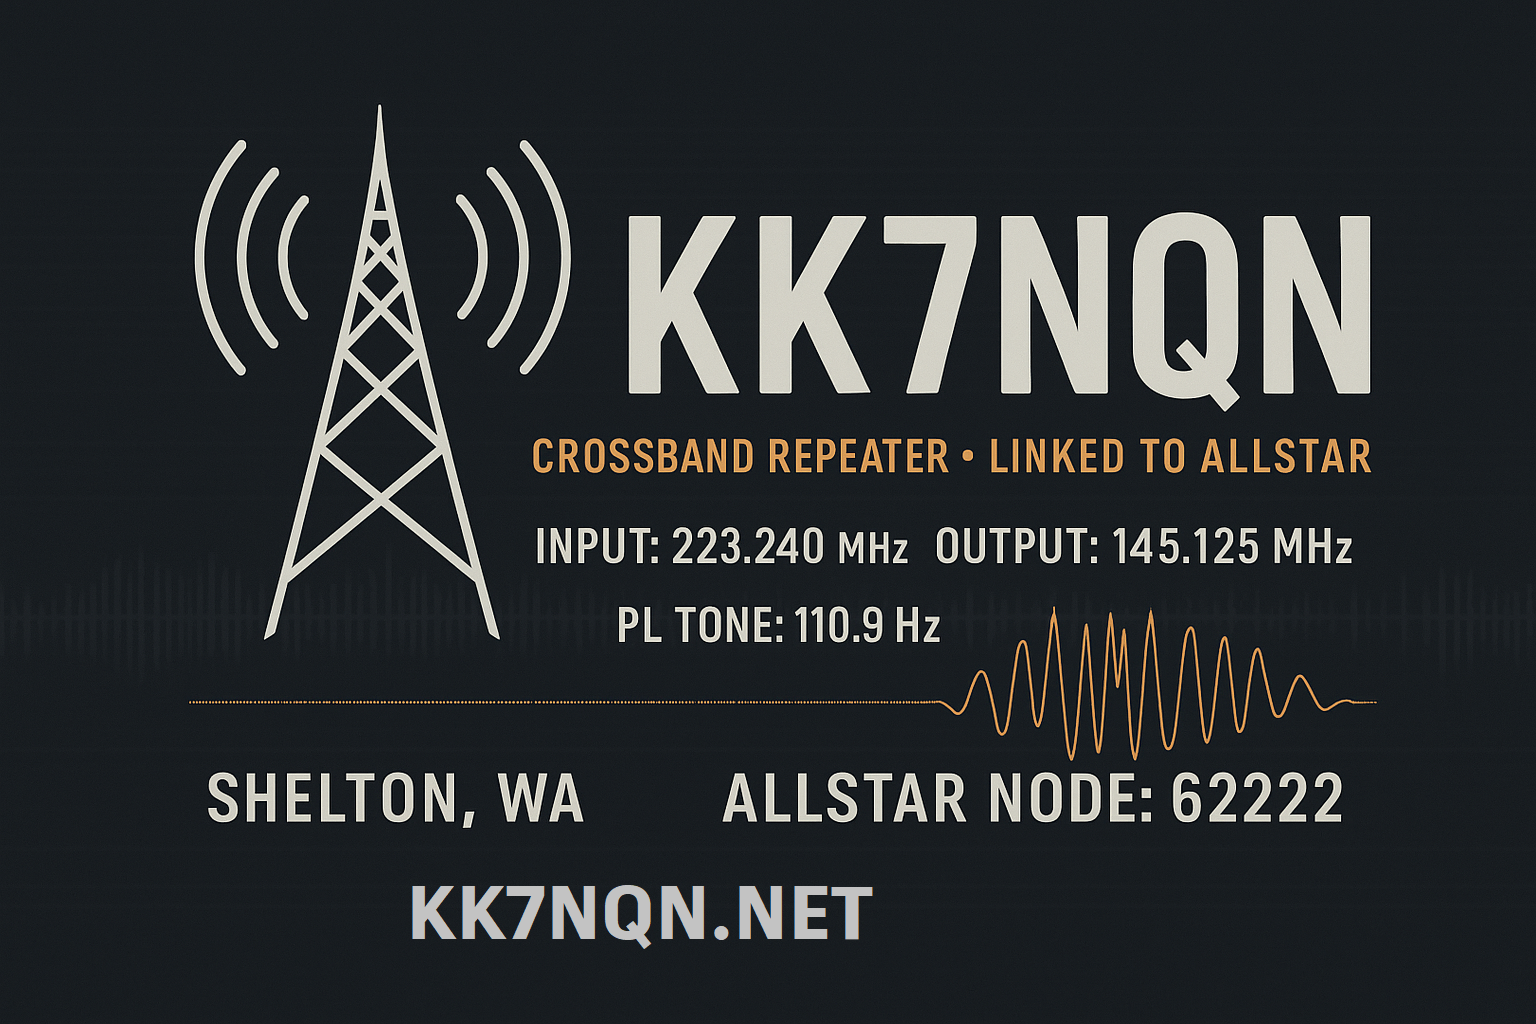 KK7NQN
CROSSBAND REPEATER • LINKED TO ALLSTAR
INPUT: 223.240 MHz OUTPUT: 145.125 MHz
PL TONE: 110.9 Hz
SHELTON, WA ALLSTAR NODE: 62222
KK7NQN.NET